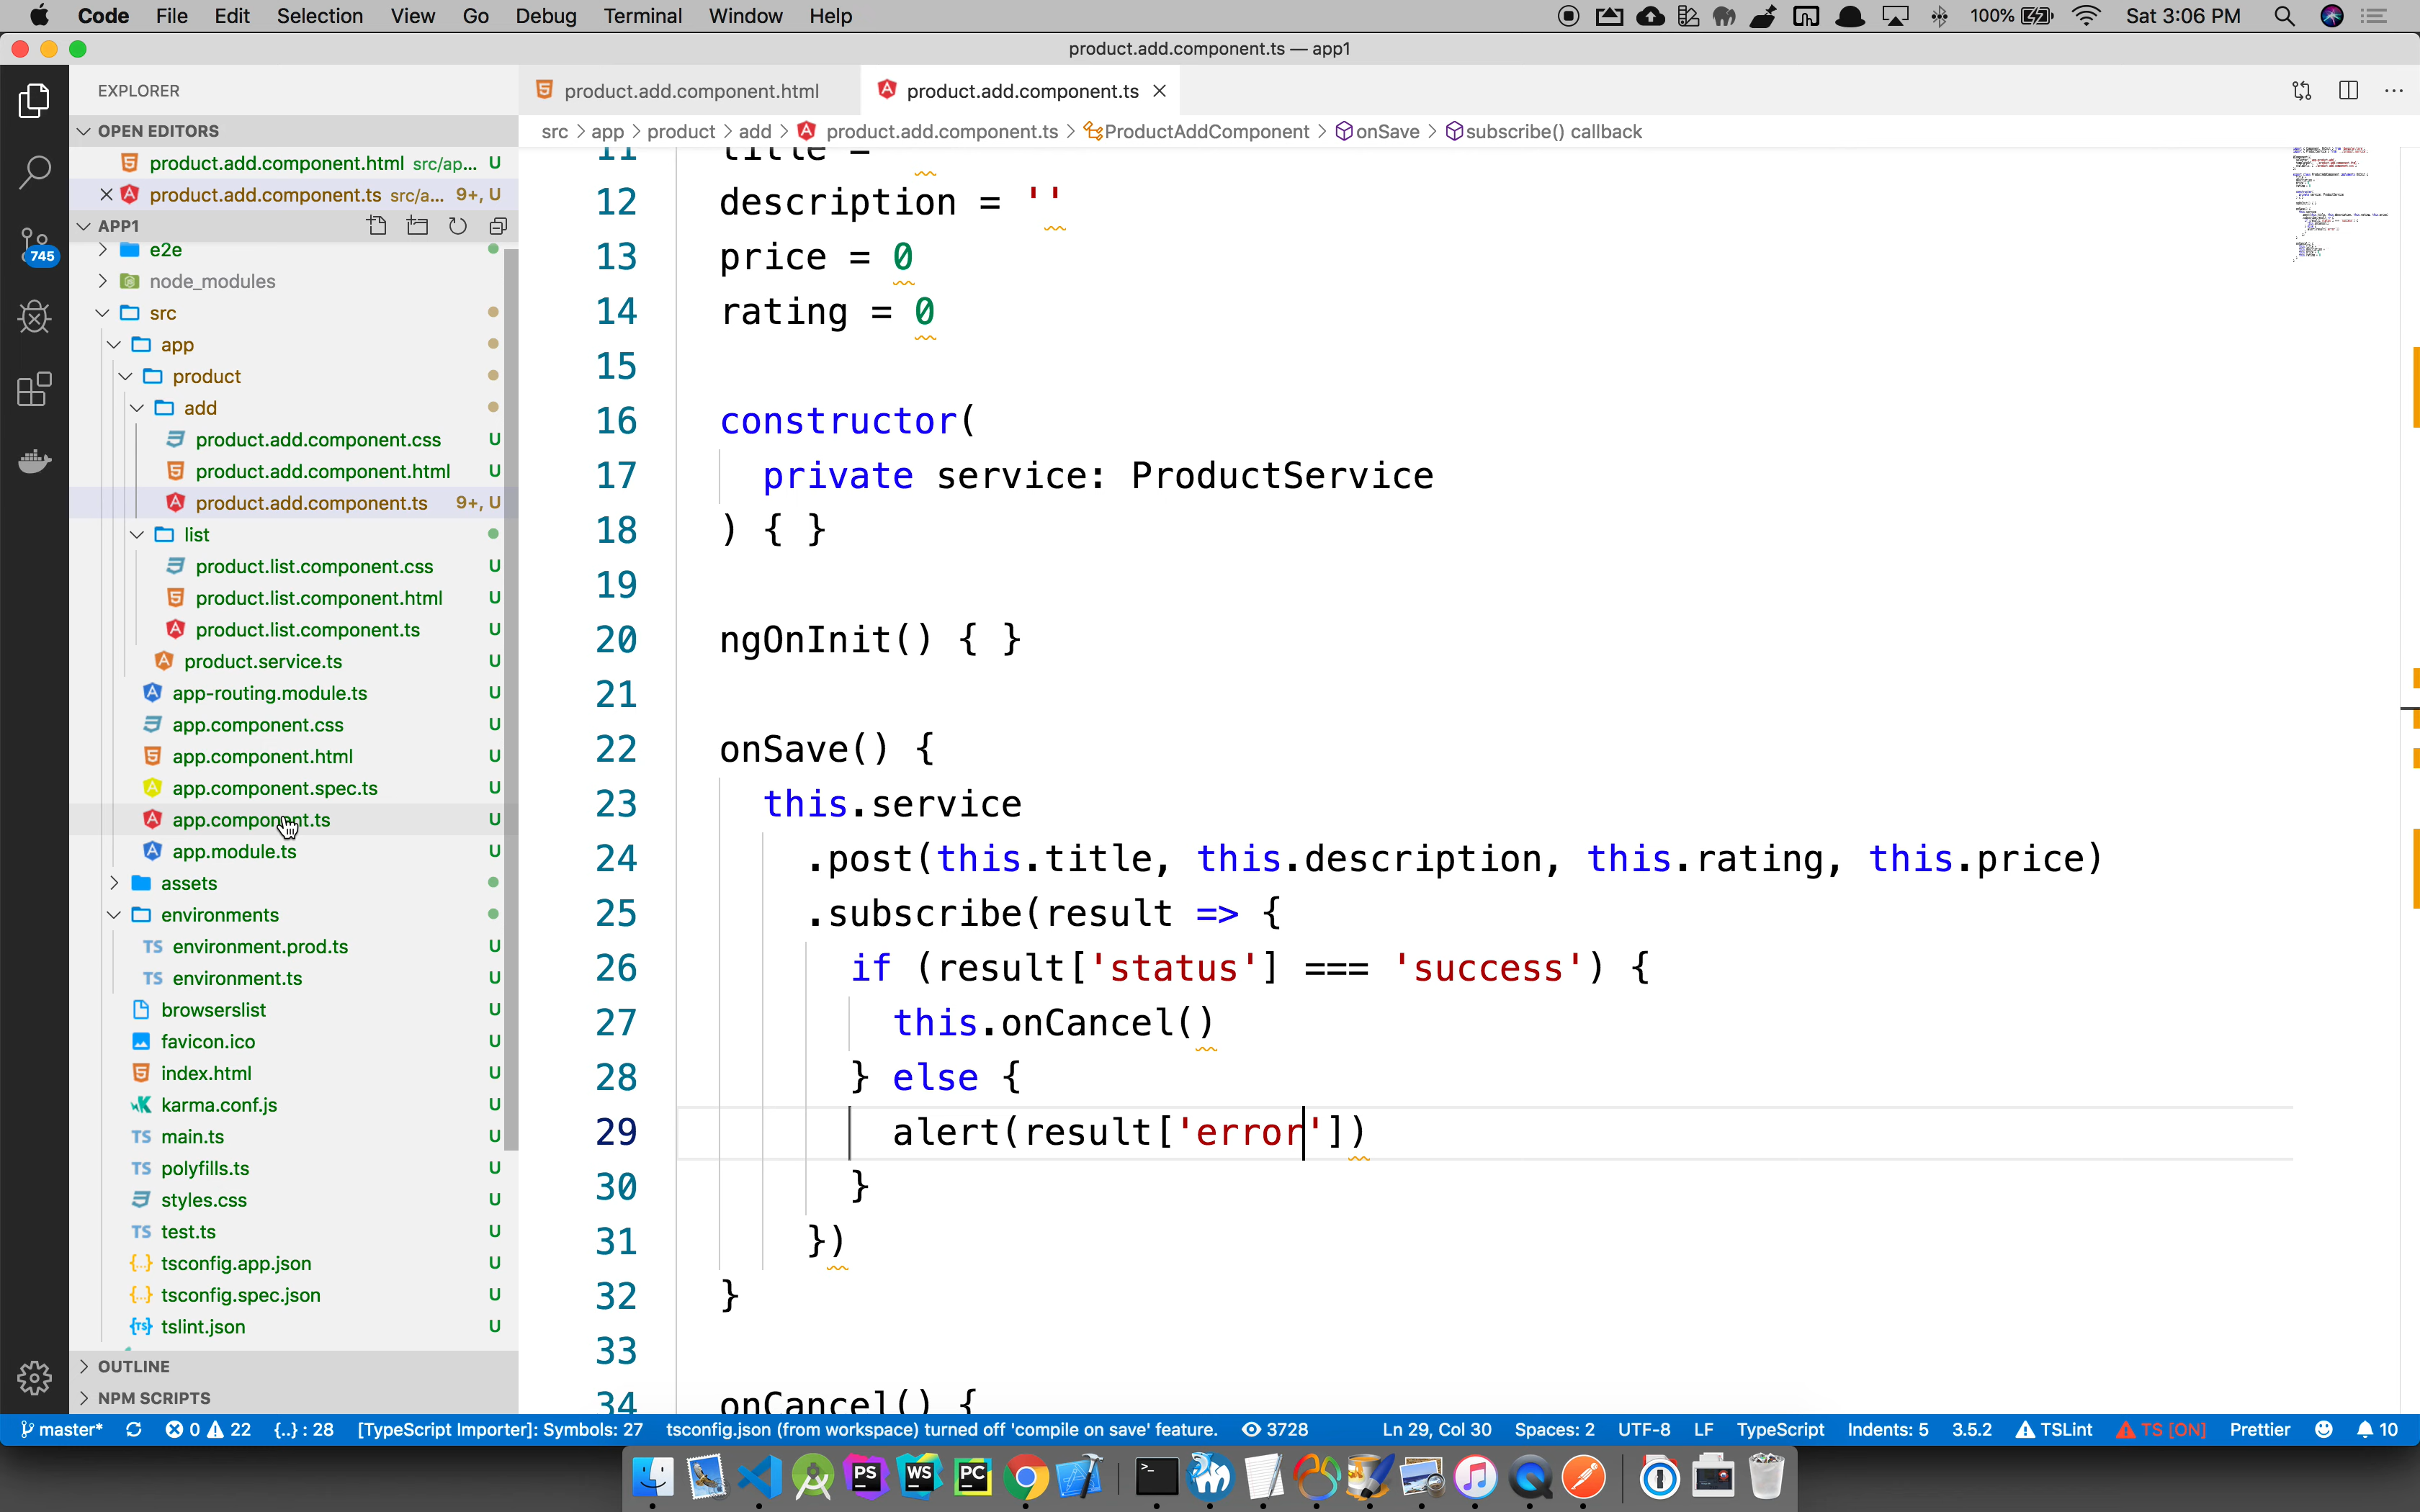 Code File Edit Selection View Go Debug Terminal Window Help 100% Sat 3:06 PM
product.add.component.ts — app1
EXPLORER
OPEN EDITORS
product.add.component.html src/ap... U
product.add.component.ts src/a... 9+, U
APP1
e2e
node_modules
src
app
product
add
product.add.component.css U
product.add.component.html U
product.add.component.ts 9+, U
list
product.list.component.css U
product.list.component.html U
product.list.component.ts U
product.service.ts U
app-routing.module.ts U
app.component.css U
app.component.html U
app.component.spec.ts U
app.component.ts U
app.module.ts U
assets
environments
environment.prod.ts U
environment.ts U
browserslist U
favicon.ico U
index.html U
karma.conf.js U
TS main.ts U
TS polyfills.ts U
styles.css U
TS test.ts U
tsconfig.app.json U
tsconfig.spec.json U
tslint.json U
OUTLINE
NPM SCRIPTS
745
product.add.component.html product.add.component.ts
src > app > product > add > product.add.component.ts > ProductAddComponent > onSave > subscribe() callback
11 title =
12 description = ''
13 price = 0
14 rating = 0
15
16 constructor(
17 private service: ProductService
18 ) { }
19
20 ngOnInit() { }
21
22 onSave() {
23 this.service
24 .post(this.title, this.description, this.rating, this.price)
25 .subscribe(result => {
26 if (result['status'] === 'success') {
27 this.onCancel()
28 } else {
29 alert(result['error'])
30 }
31 })
32 }
33
34 onCancel() {
master* 0 22 {..} : 28 [TypeScript Importer]: Symbols: 27 tsconfig.json (from workspace) turned off 'compile on save' feature. 3728 Ln 29, Col 30 Spaces: 2 UTF-8 LF TypeScript Indents: 5 3.5.2 TSLint TS [ON] Prettier 10
PS WS PC